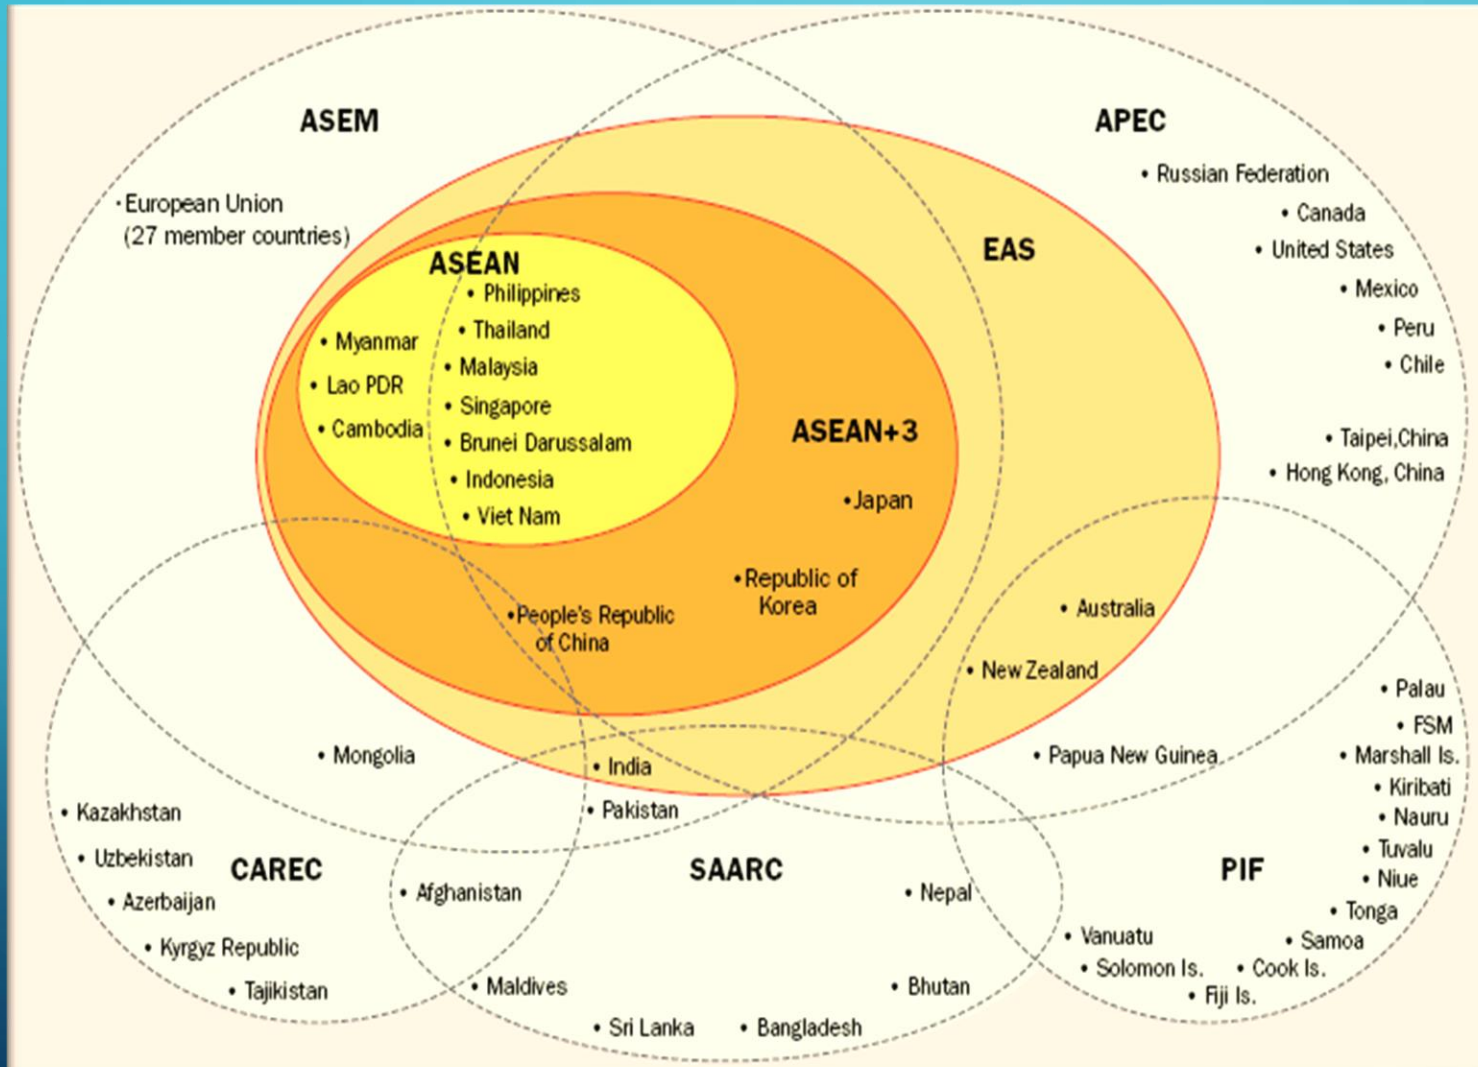 ASEM
APEC
• Russian Federation
• European Union
(27 member countries)
• Canada
• United States
EAS
ASEAN
• Mexico
• Philippines
• Peru
• Thailand
• Myanmar
• Malaysia
• Chile
• Lao PDR
• Singapore
• Cambodia
ASEAN+3
• Taipei,China
• Brunei Darussalam
• Hong Kong, China
• Indonesia
• Japan
• Viet Nam
• Republic of
Korea
• People's Republic
of China
• Australia
• New Zealand
• Palau
• FSM
• Mongolia
• India
• Papua New Guinea
• Marshall Is.
• Kiribati
• Kazakhstan
• Pakistan
• Nauru
• Tuvalu
• Uzbekistan
CAREC
SAARC
PIF
• Niue
• Afghanistan
• Nepal
• Azerbaijan
• Tonga
• Vanuatu
• Samoa
• Kyrgyz Republic
• Solomon Is.
• Cook Is.
• Tajikistan
• Maldives
• Bhutan
• Fiji Is.
• Sri Lanka
• Bangladesh